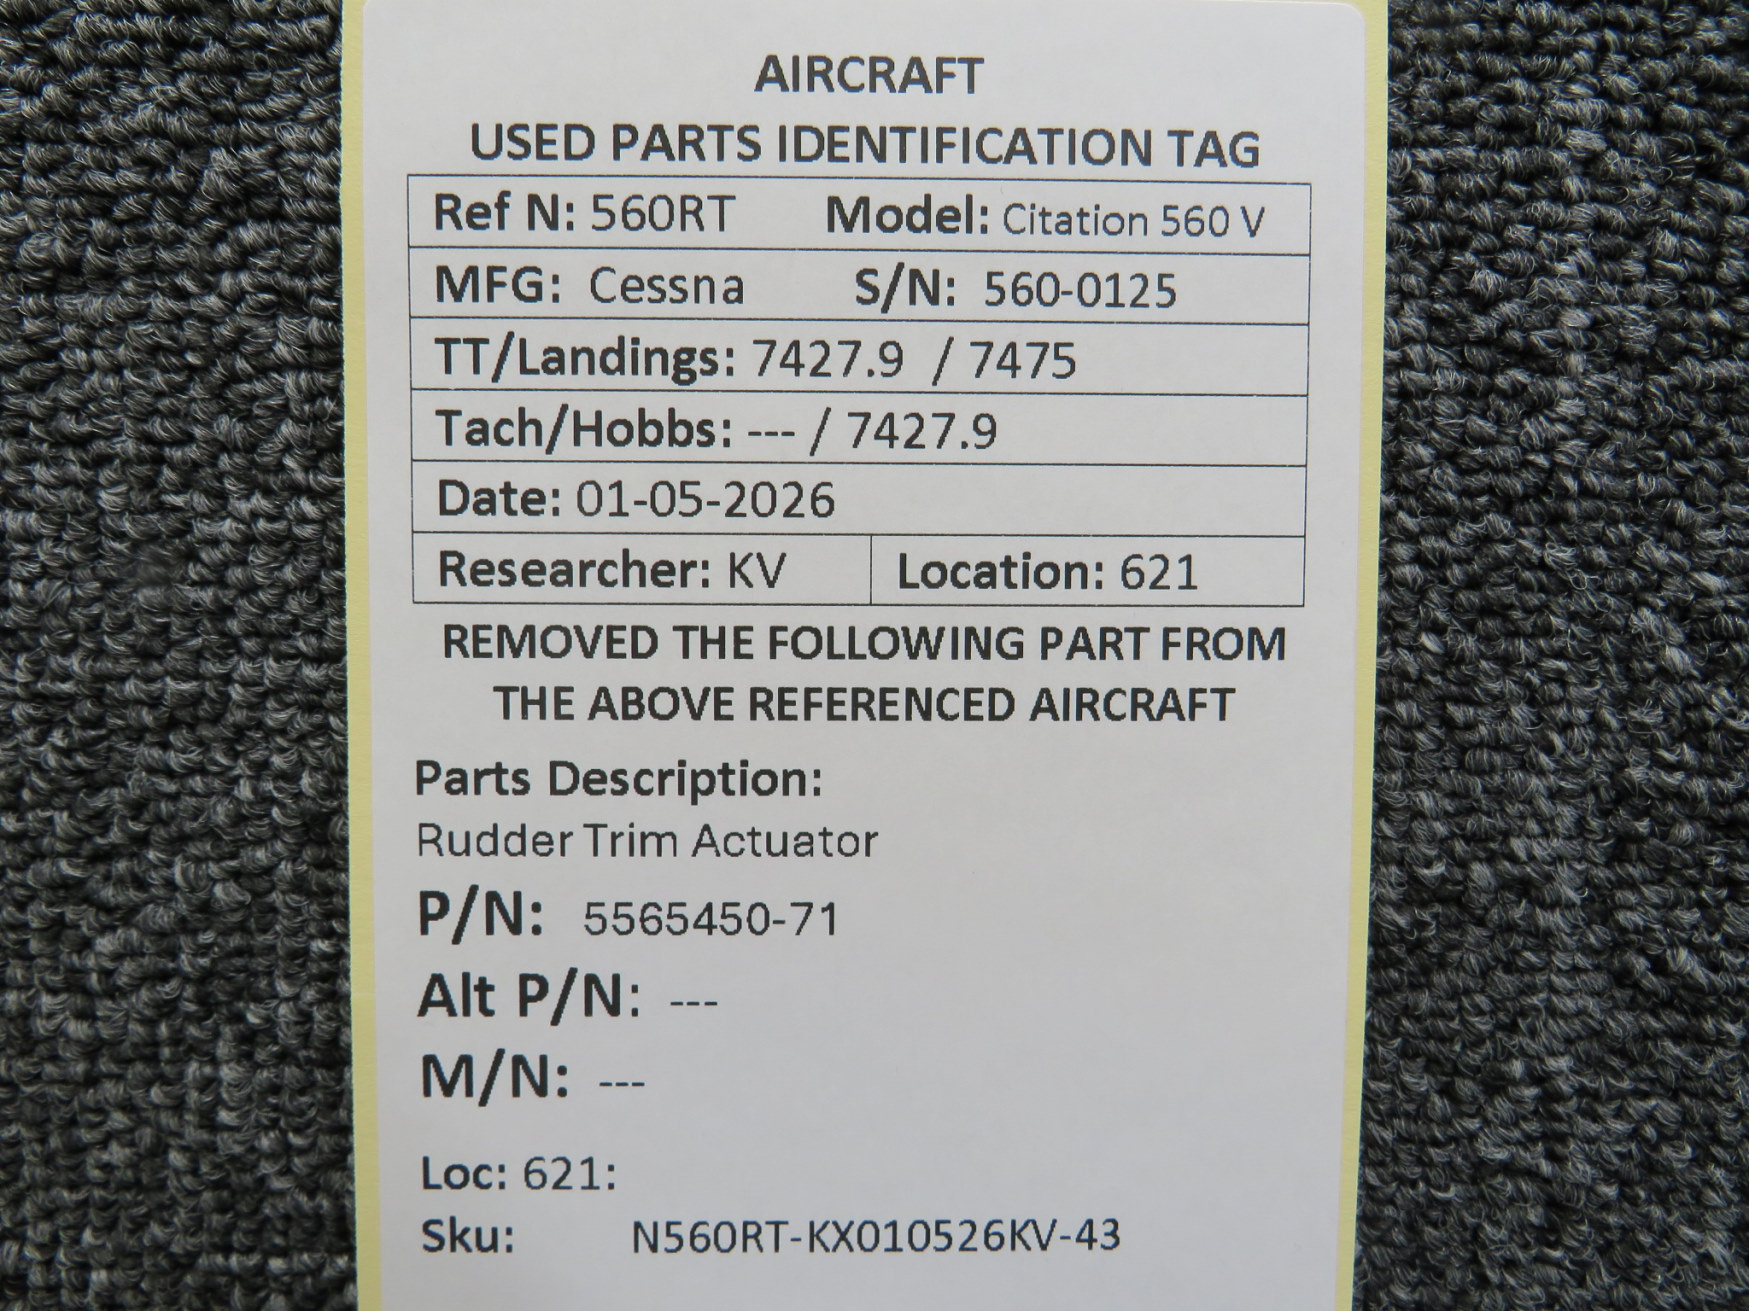 AIRCRAFT
USED PARTS IDENTIFICATION TAG
Ref N: 560RT Model: Citation 560 V
MFG: Cessna S/N: 560-0125
TT/Landings: 7427.9 / 7475
Tach/Hobbs: --- / 7427.9
Date: 01-05-2026
Researcher: KV Location: 621
REMOVED THE FOLLOWING PART FROM
THE ABOVE REFERENCED AIRCRAFT
Parts Description:
Rudder Trim Actuator
P/N: 5565450-71
Alt P/N: ---
M/N: ---
Loc: 621:
Sku: N560RT-KX010526KV-43